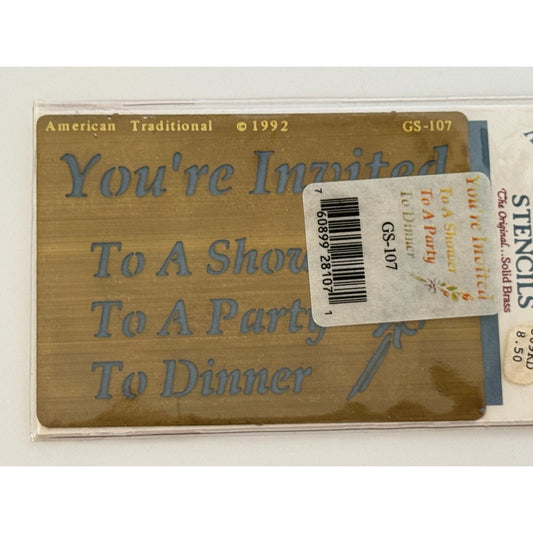 American Traditional © 1992 GS-107
You're Invited
To A Show
To A Party
To Dinner
You're Invited
To A Shower
To A Party
To Dinner
GS-107
7 60899 28107 1
STENCILS
The Original...Solid Brass
8.50